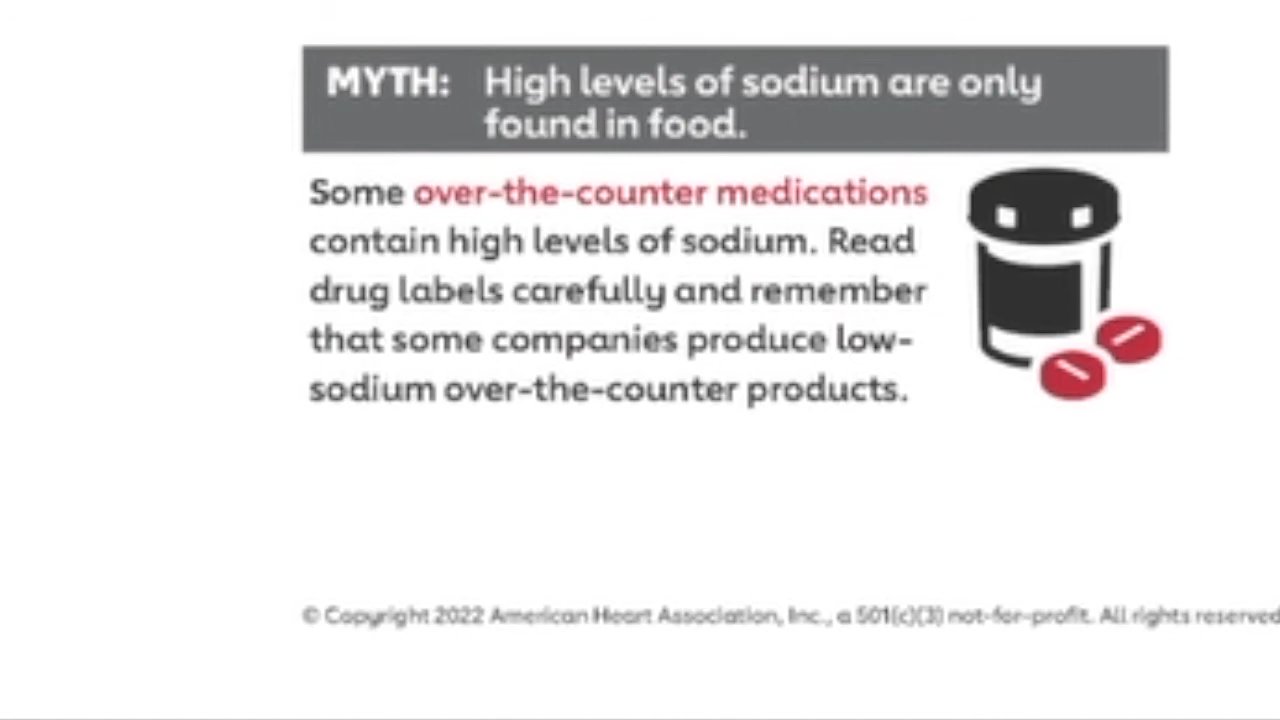 MYTH: High levels of sodium are only
found in food.
Some over-the-counter medications
contain high levels of sodium. Read
drug labels carefully and remember
that some companies produce low-
sodium over-the-counter products.
© Copyright 2022 American Heart Association, Inc., a 501(c)(3) not-for-profit. All rights reserved